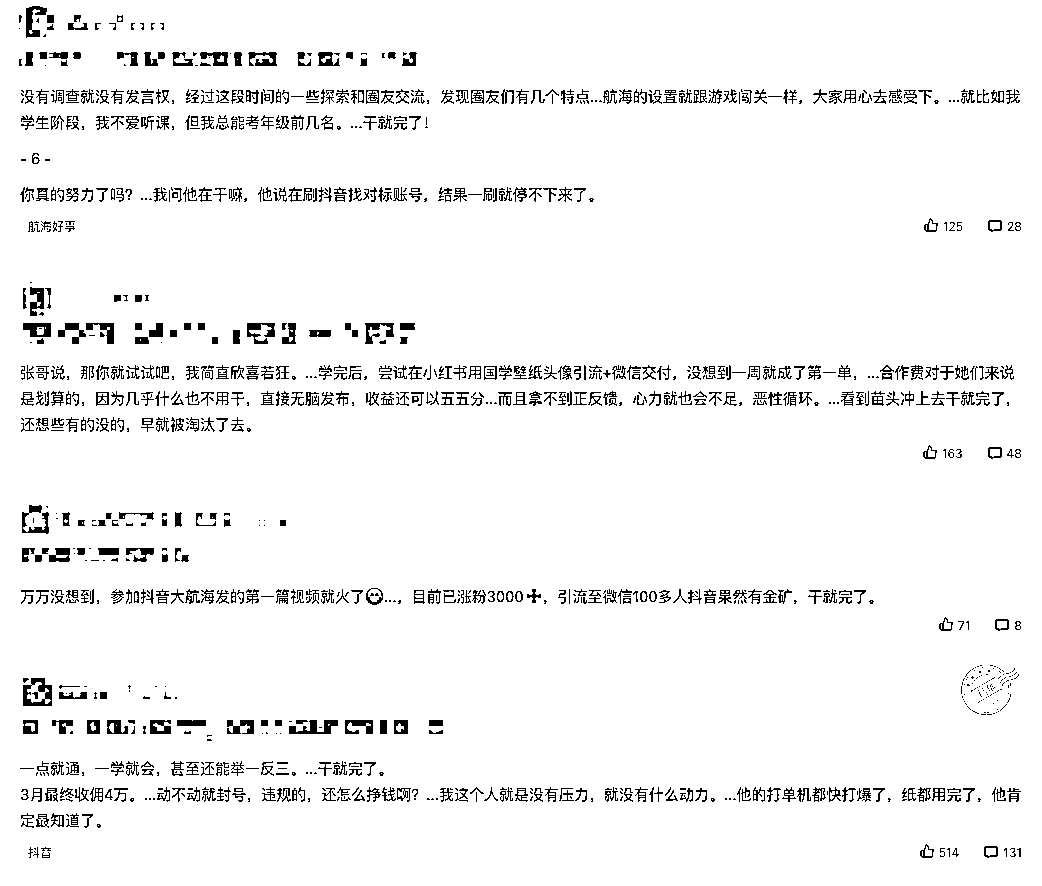 没有调查就没有发言权，经过这段时间的一些探索和圈友交流，发现圈友们有几个特点...航海的设置就跟游戏闯关一样，大家用心去感受下。...就比如我
学生阶段，我不爱听课，但我总能考年级前几名。...干就完了！
- 6 -
你真的努力了吗？...我问他在干嘛，他说在刷抖音找对标账号，结果一刷就停不下来了。
航海好事
125 28
张哥说，那你就试试吧，我简直欣喜若狂。...学完后，尝试在小红书用国学壁纸头像引流+微信交付，没想到一周就成了第一单，...合作费对于她们来说
是划算的，因为几乎什么也不用干，直接无脑发布，收益还可以五五分...而且拿不到正反馈，心力就也会不足，恶性循环。...看到苗头冲上去干就完了，
还想些有的没的，早就被淘汰了去。
163 48
万万没想到，参加抖音大航海发的第一篇视频就火了😁...，目前已涨粉3000➕，引流至微信100多人抖音果然有金矿，干就完了。
71 8
一点就通，一学就会，甚至还能举一反三。...干就完了。
3月最终收佣4万。...动不动就封号，违规的，还怎么挣钱啊？...我这个人就是没有压力，就没有什么动力。...他的打单机都快打爆了，纸都用完了，他肯
定最知道了。
抖音
514 131